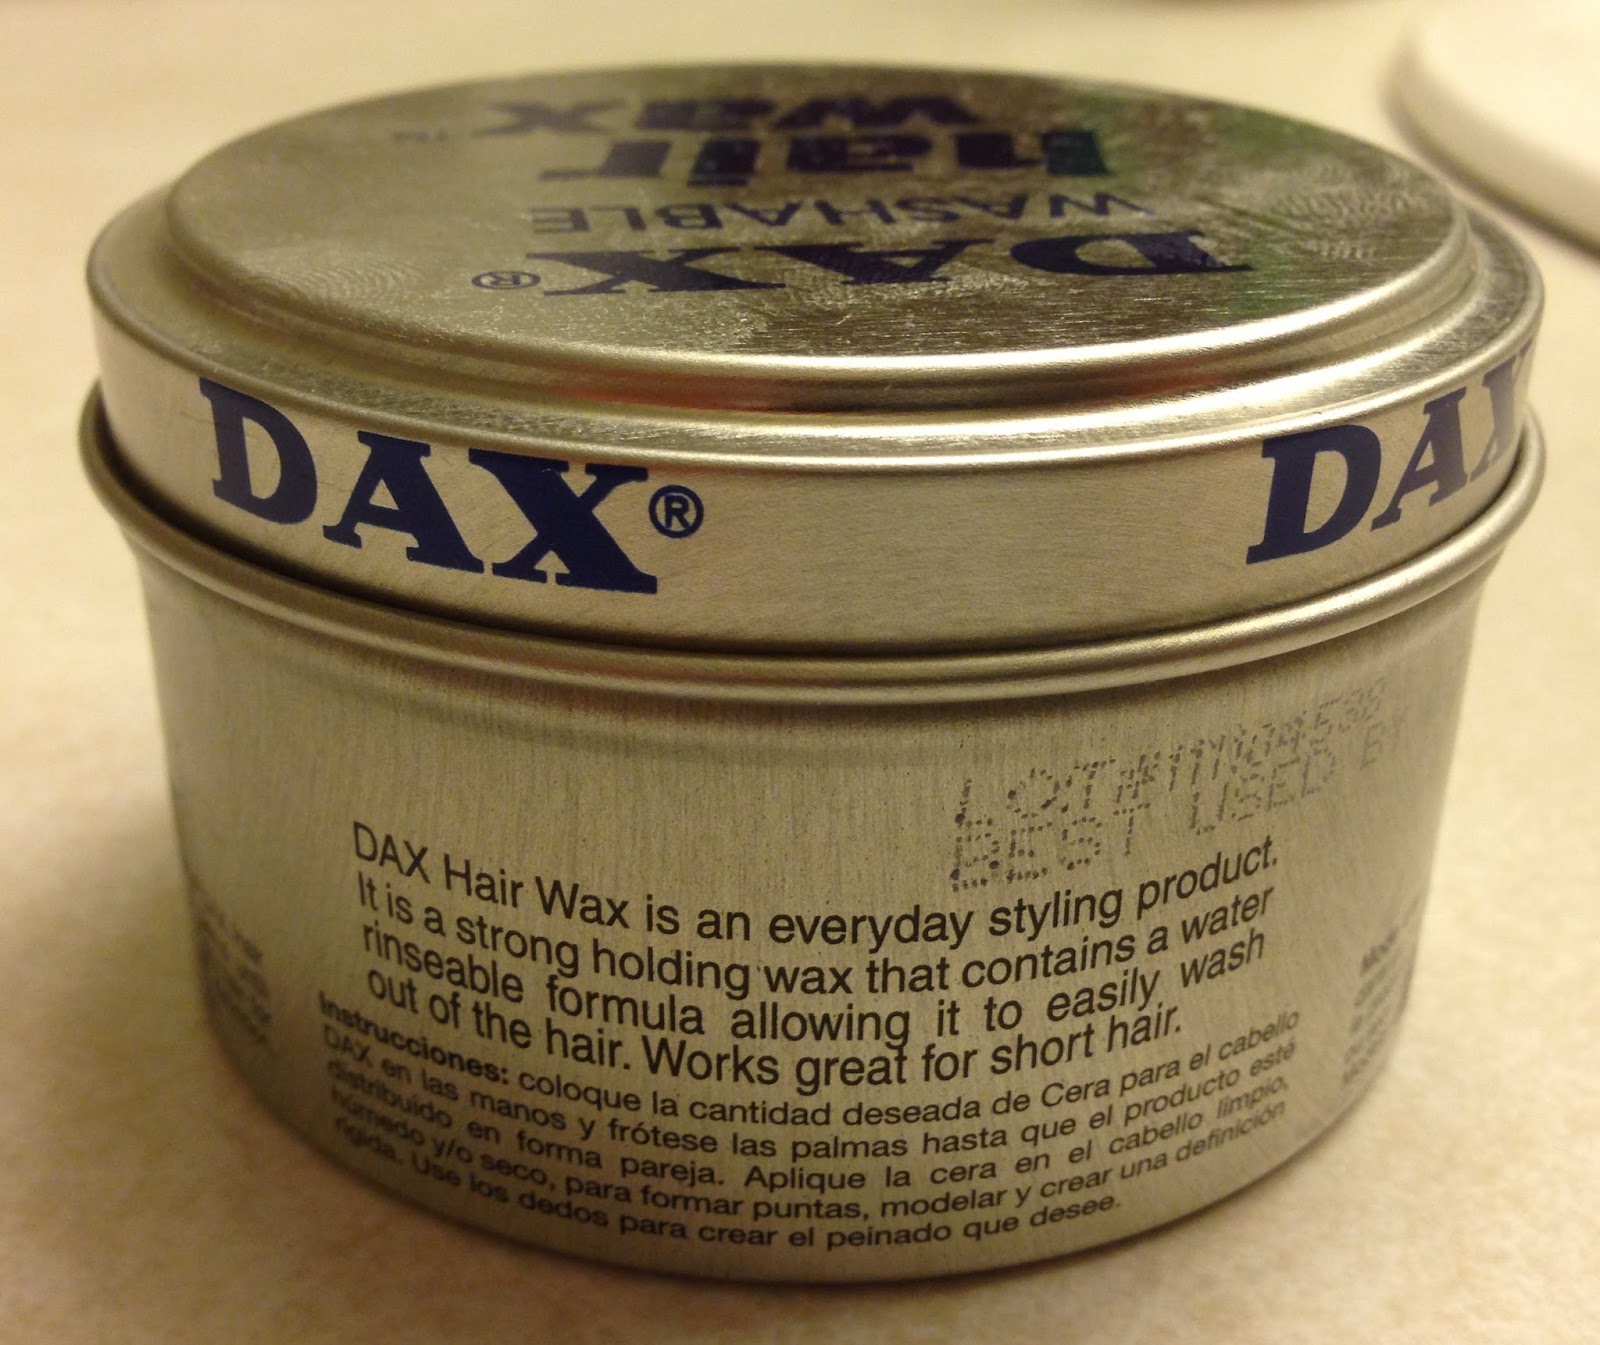 DAX®
WASHABLE
hair
wax™
DAX®
DAX
BEST USED BY
DAX Hair Wax is an everyday styling product.
It is a strong holding wax that contains a water
rinseable formula allowing it to easily wash
out of the hair. Works great for short hair.
Instrucciones: coloque la cantidad deseada de Cera para el cabello
DAX en las manos y frótese las palmas hasta que el producto esté
distribuido en forma pareja. Aplique la cera en el cabello limpio,
húmedo y/o seco, para formar puntas, modelar y crear una definición
rígida. Use los dedos para crear el peinado que desee.